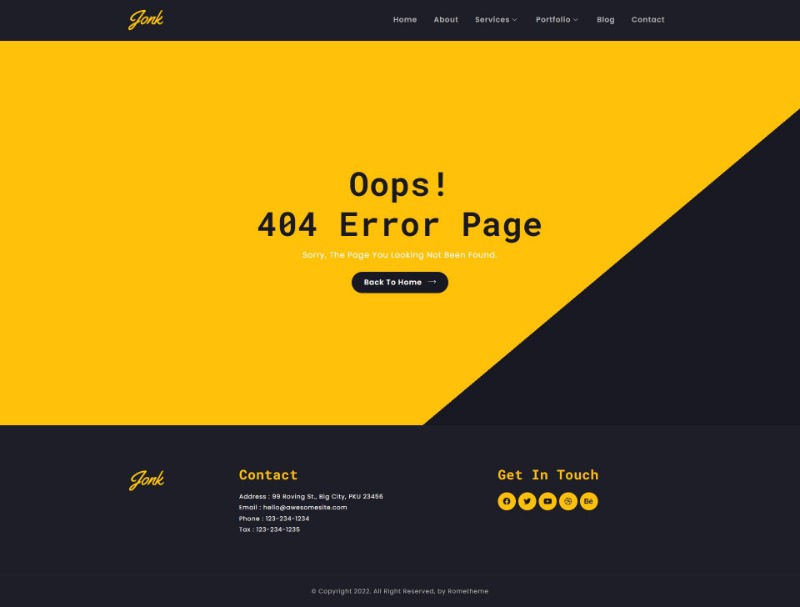 Jonk
Home About Services Portfolio Blog Contact
Oops!
404 Error Page
Sorry, The Page You Looking Not Been Found.
Back To Home →
Jonk
Contact
Address : 99 Roving St., Big City, PKU 23456
Email : hello@awesomesite.com
Phone : 123-234-1234
Tax : 123-234-1235
Get In Touch
Bē
© Copyright 2022. All Right Reserved, by Rometheme